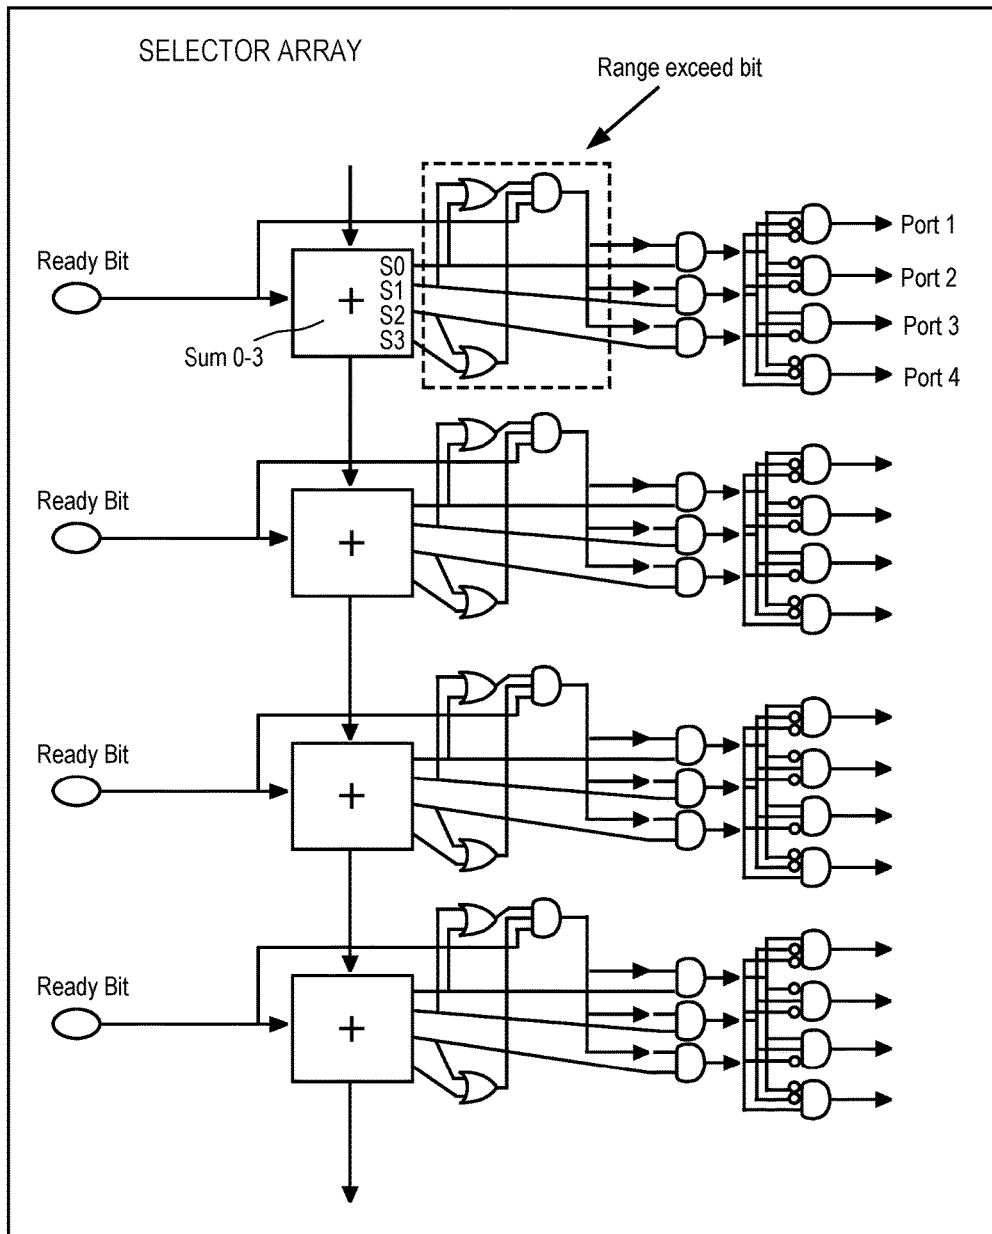 SELECTOR ARRAY
Range exceed bit
Ready Bit
+
S0
S1
S2
S3
Sum 0-3
Port 1
Port 2
Port 3
Port 4
Ready Bit
+
Ready Bit
+
Ready Bit
+